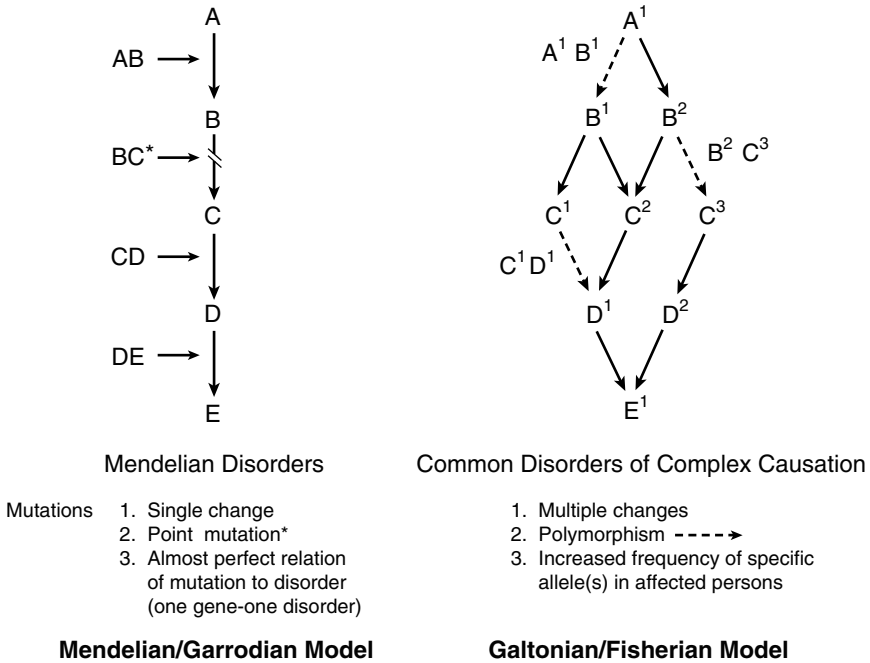 A
AB
B
BC*
C
CD
D
DE
E
A¹
A¹ B¹
B¹ B²
B² C³
C¹ C² C³
C¹ D¹
D¹ D²
E¹
Mendelian Disorders
Mutations 1. Single change
2. Point mutation*
3. Almost perfect relation
of mutation to disorder
(one gene-one disorder)
Mendelian/Garrodian Model
Common Disorders of Complex Causation
1. Multiple changes
2. Polymorphism
3. Increased frequency of specific
allele(s) in affected persons
Galtonian/Fisherian Model